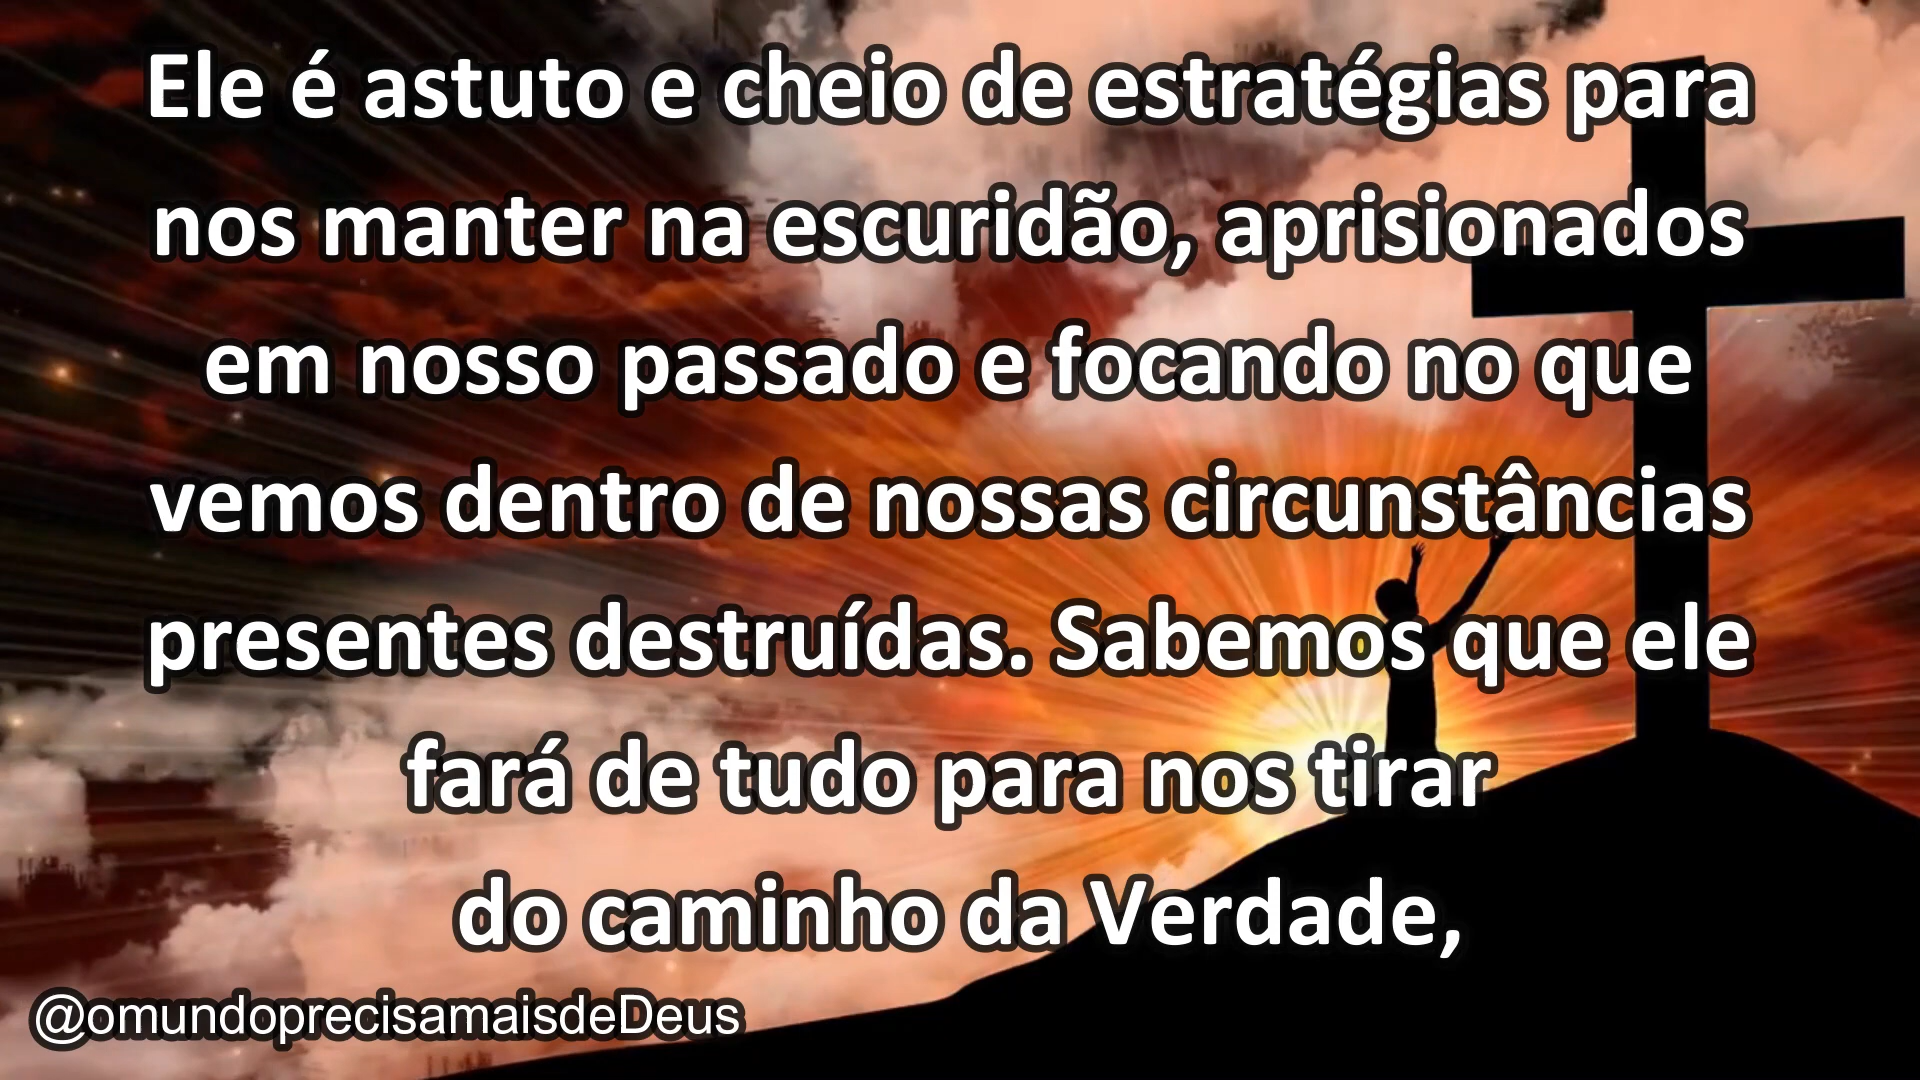 Ele é astuto e cheio de estratégias para
nos manter na escuridão, aprisionados
em nosso passado e focando no que
vemos dentro de nossas circunstâncias
presentes destruídas. Sabemos que ele
fará de tudo para nos tirar
do caminho da Verdade,
@omundoprecisamaisdeDeus